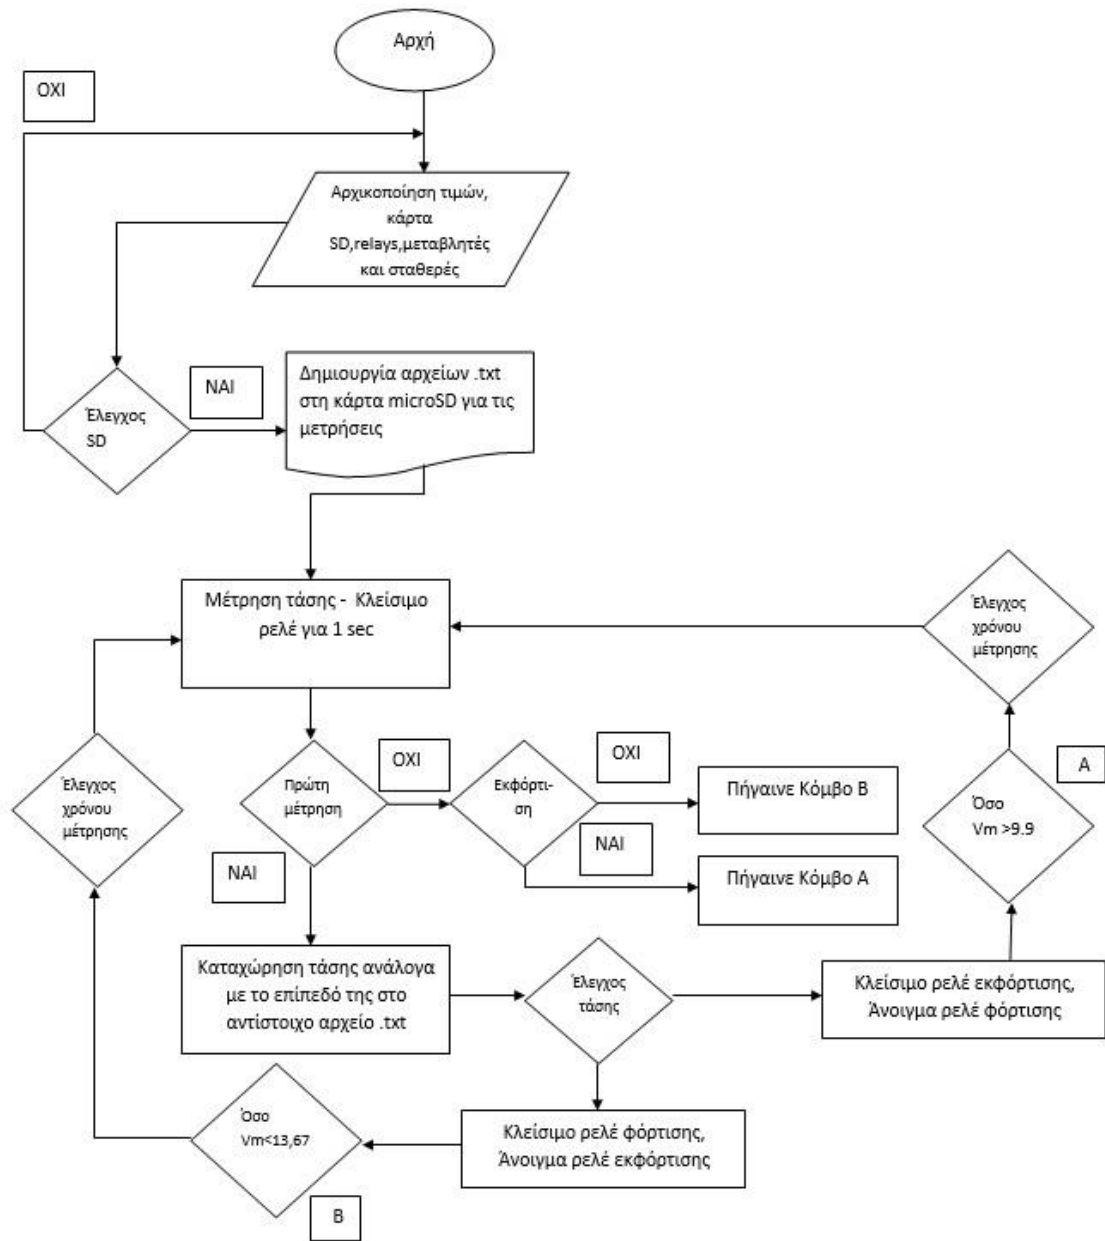 Αρχή
ΟΧΙ
Αρχικοποίηση τιμών,
κάρτα
SD,relays,μεταβλητές
και σταθερές
Έλεγχος
SD
ΝΑΙ
Δημιουργία αρχείων .txt
στη κάρτα microSD για τις
μετρήσεις
Μέτρηση τάσης - Κλείσιμο
ρελέ για 1 sec
Έλεγχος
χρόνου
μέτρησης
Έλεγχος
χρόνου
μέτρησης
Πρώτη
μέτρηση
ΟΧΙ
Εκφόρτι-
ση
ΟΧΙ
Πήγαινε Κόμβο Β
ΝΑΙ
Πήγαινε Κόμβο Α
Α
Όσο
Vm >9.9
ΝΑΙ
Καταχώρηση τάσης ανάλογα
με το επίπεδό της στο
αντίστοιχο αρχείο .txt
Έλεγχος
τάσης
Κλείσιμο ρελέ εκφόρτισης,
Άνοιγμα ρελέ φόρτισης
Όσο
Vm<13,67
Κλείσιμο ρελέ φόρτισης,
Άνοιγμα ρελέ εκφόρτισης
Β